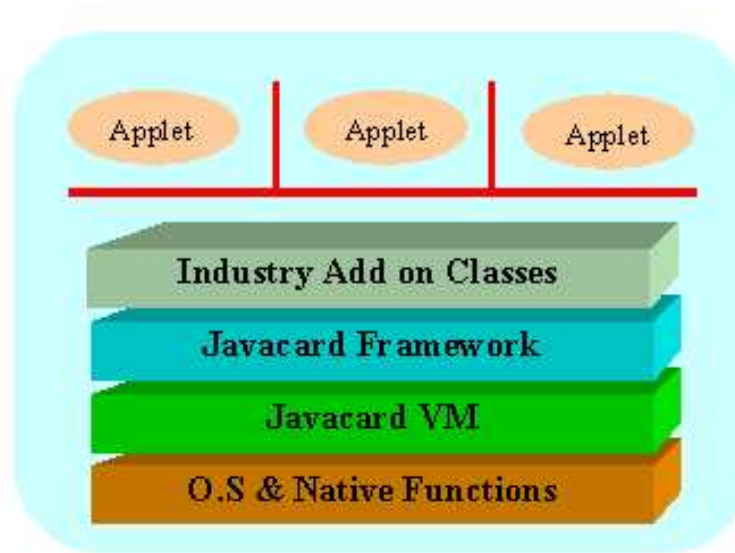 Applet
Applet
Applet
Industry Add on Classes
Javacard Framework
Javacard VM
O.S & Native Functions